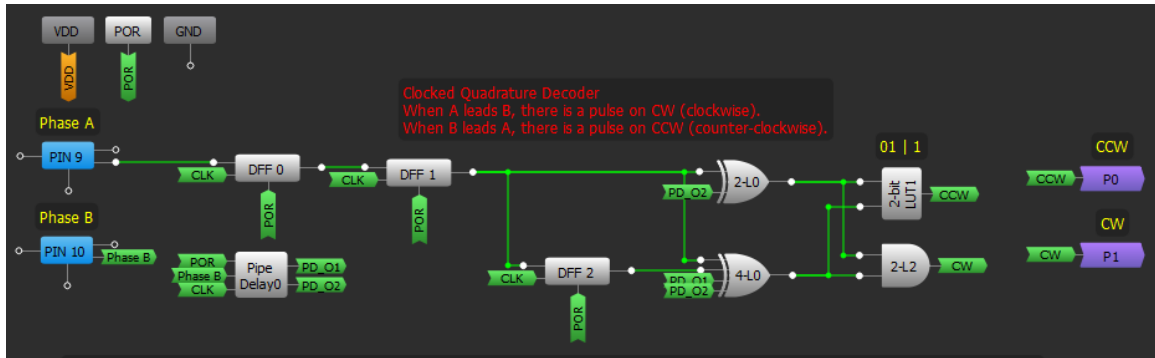 VDD
POR
GND
VDD
POR
Clocked Quadrature Decoder
When A leads B, there is a pulse on CW (clockwise).
When B leads A, there is a pulse on CCW (counter-clockwise).
Phase A
PIN 9
CLK
DFF 0
POR
CLK
DFF 1
POR
PD_O2
2-L0
01 | 1
2-bit
LUT1
CCW
CCW
CCW
P0
Phase B
PIN 10
Phase B
POR
Phase B
CLK
Pipe
Delay0
PD_O1
PD_O2
CLK
DFF 2
POR
PD_O1
PD_O2
4-L0
2-L2
CW
CW
CW
P1